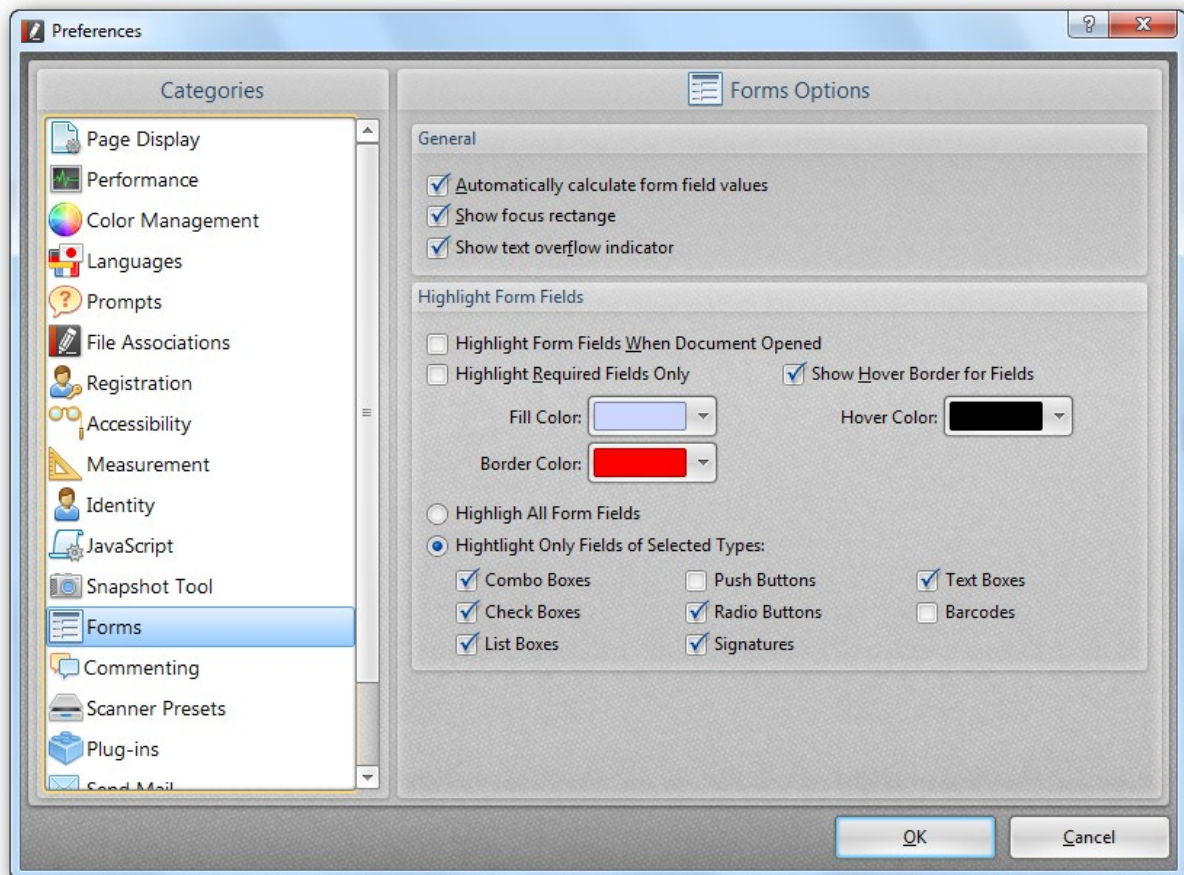 Preferences
Categories
Page Display
Performance
Color Management
Languages
Prompts
File Associations
Registration
Accessibility
Measurement
Identity
JavaScript
Snapshot Tool
Forms
Commenting
Scanner Presets
Plug-ins
Send Mail
Forms Options
General
Automatically calculate form field values
Show focus rectange
Show text overflow indicator
Highlight Form Fields
Highlight Form Fields When Document Opened
Highlight Required Fields Only Show Hover Border for Fields
Fill Color: Hover Color:
Border Color:
Highligh All Form Fields
Hightlight Only Fields of Selected Types:
Combo Boxes Push Buttons Text Boxes
Check Boxes Radio Buttons Barcodes
List Boxes Signatures
OK Cancel